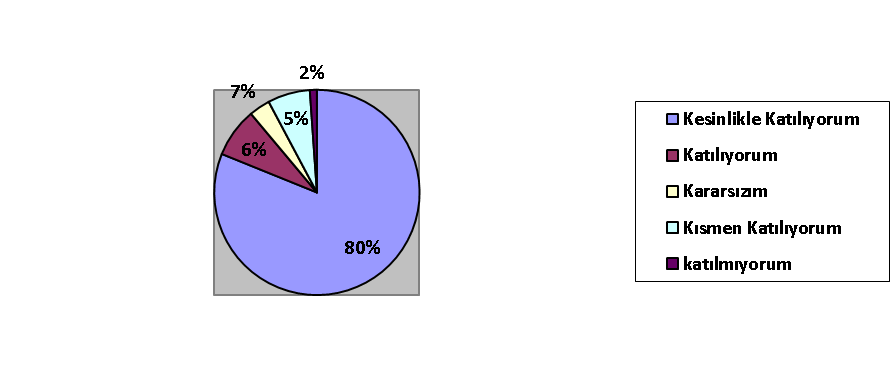 2%
7%
5%
6%
80%
Kesinlikle Katılıyorum
Katılıyorum
Kararsızım
Kısmen Katılıyorum
katılmıyorum